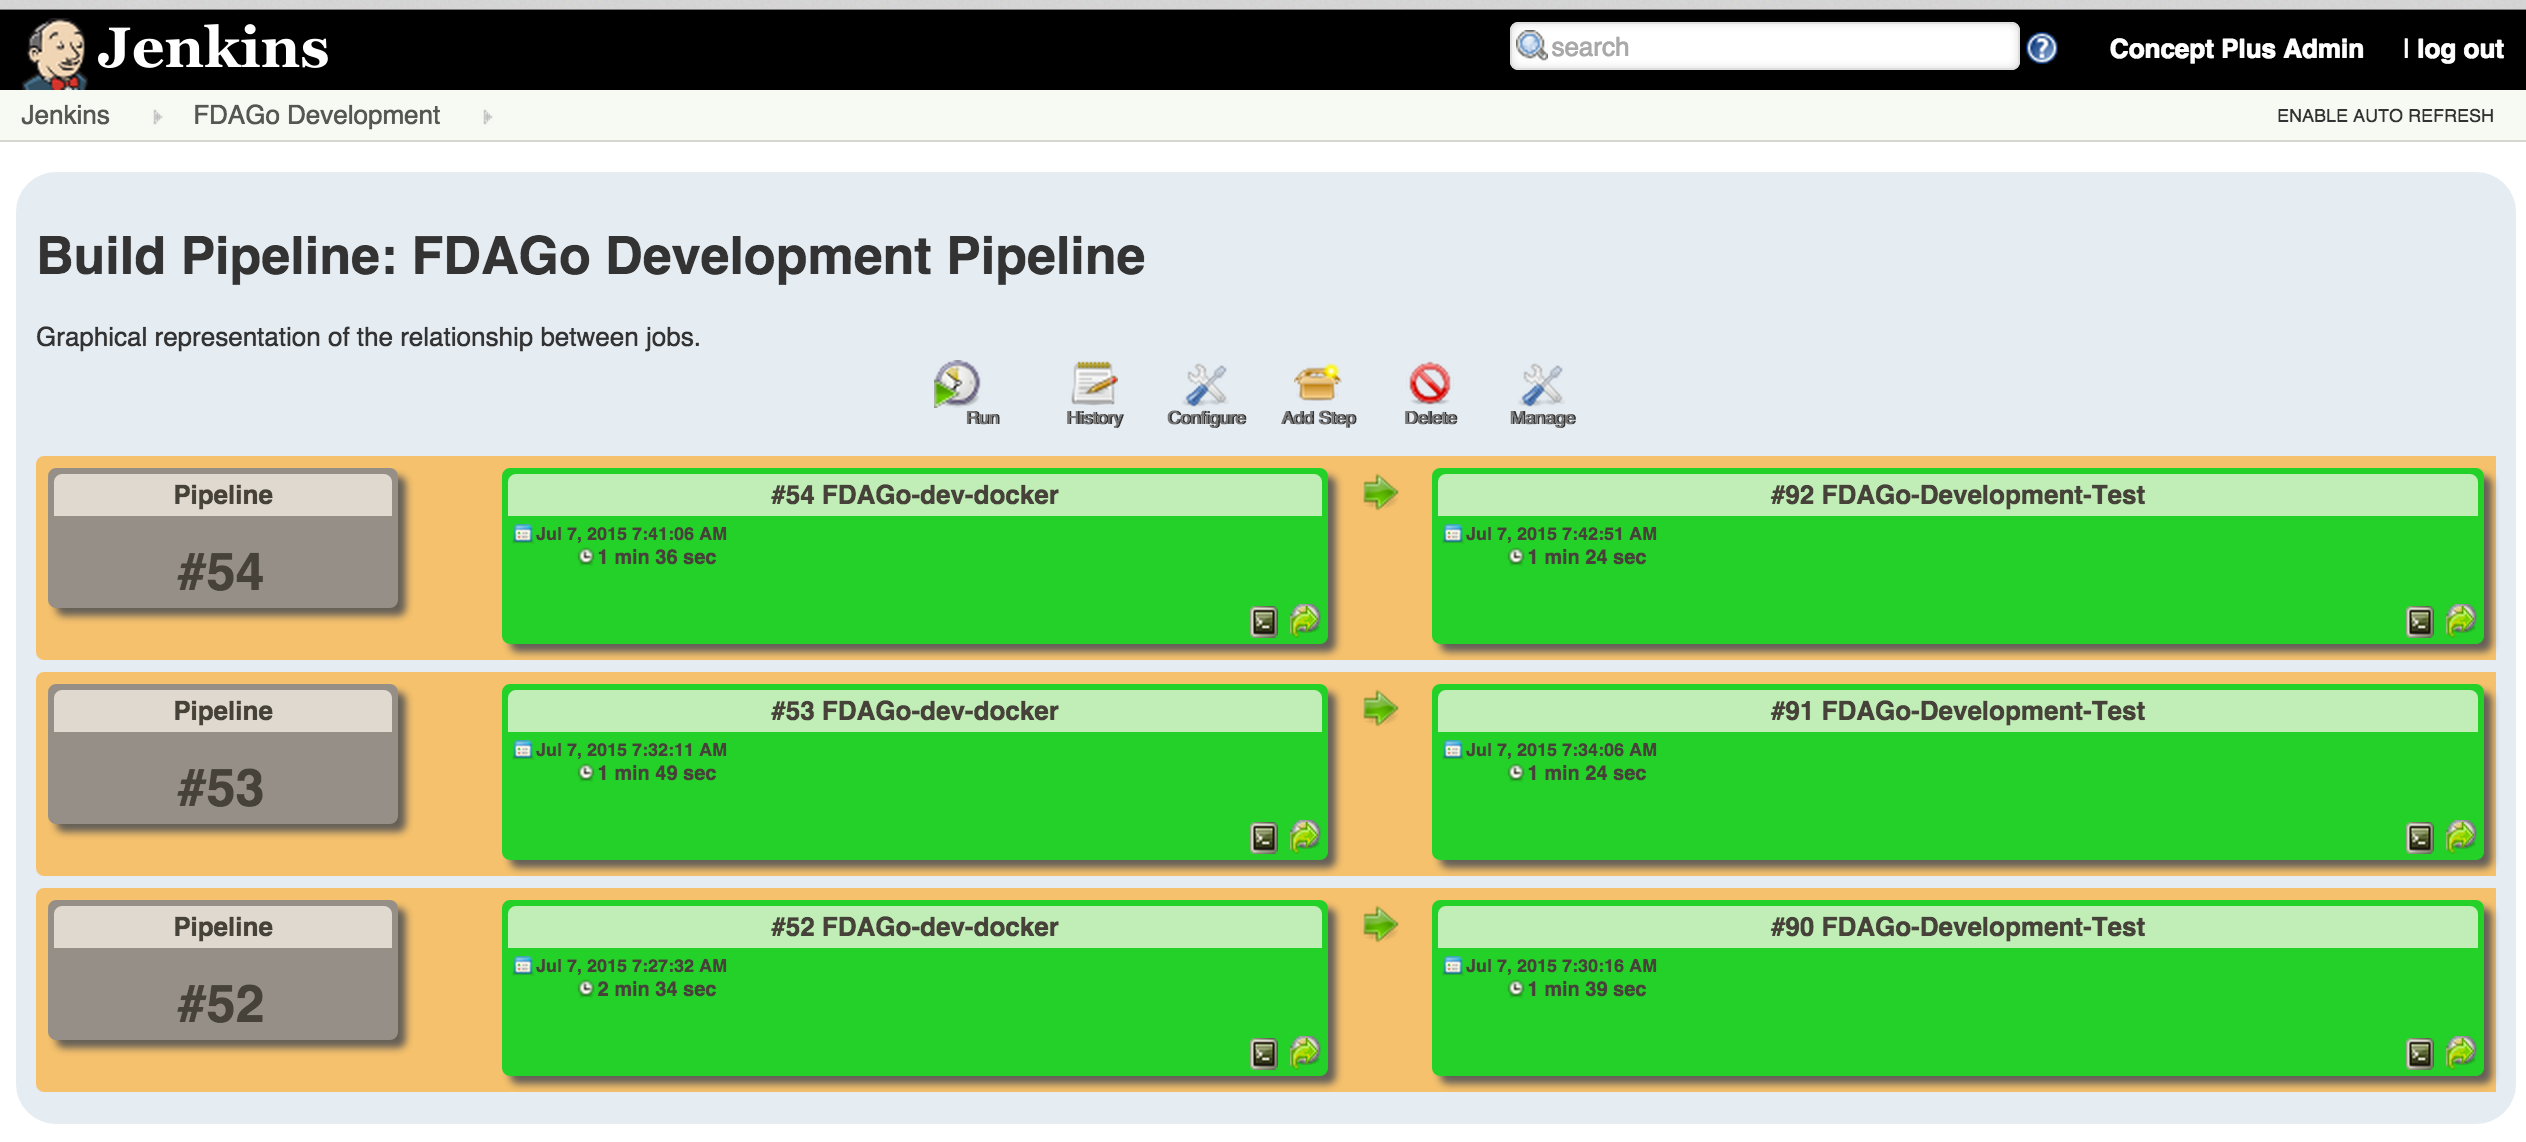 Jenkins
search
?
Concept Plus Admin
| log out
Jenkins
FDAGo Development
ENABLE AUTO REFRESH
Build Pipeline: FDAGo Development Pipeline
Graphical representation of the relationship between jobs.
Run
History
Configure
Add Step
Delete
Manage
Pipeline
#54
#54 FDAGo-dev-docker
Jul 7, 2015 7:41:06 AM
1 min 36 sec
#92 FDAGo-Development-Test
Jul 7, 2015 7:42:51 AM
1 min 24 sec
Pipeline
#53
#53 FDAGo-dev-docker
Jul 7, 2015 7:32:11 AM
1 min 49 sec
#91 FDAGo-Development-Test
Jul 7, 2015 7:34:06 AM
1 min 24 sec
Pipeline
#52
#52 FDAGo-dev-docker
Jul 7, 2015 7:27:32 AM
2 min 34 sec
#90 FDAGo-Development-Test
Jul 7, 2015 7:30:16 AM
1 min 39 sec